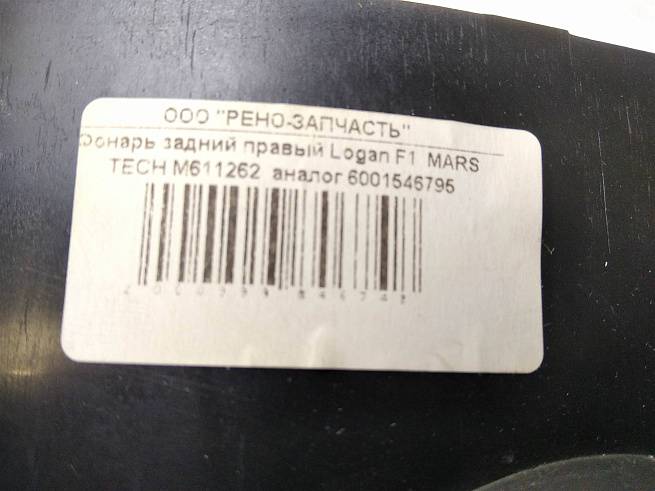 ООО "РЕНО-ЗАПЧАСТЬ"
Фонарь задний правый Logan F1 MARS
TECH M611262 аналог 6001546795